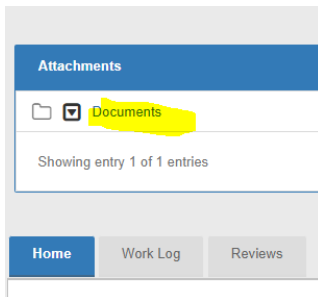 Attachments
Documents
Showing entry 1 of 1 entries
Home Work Log Reviews